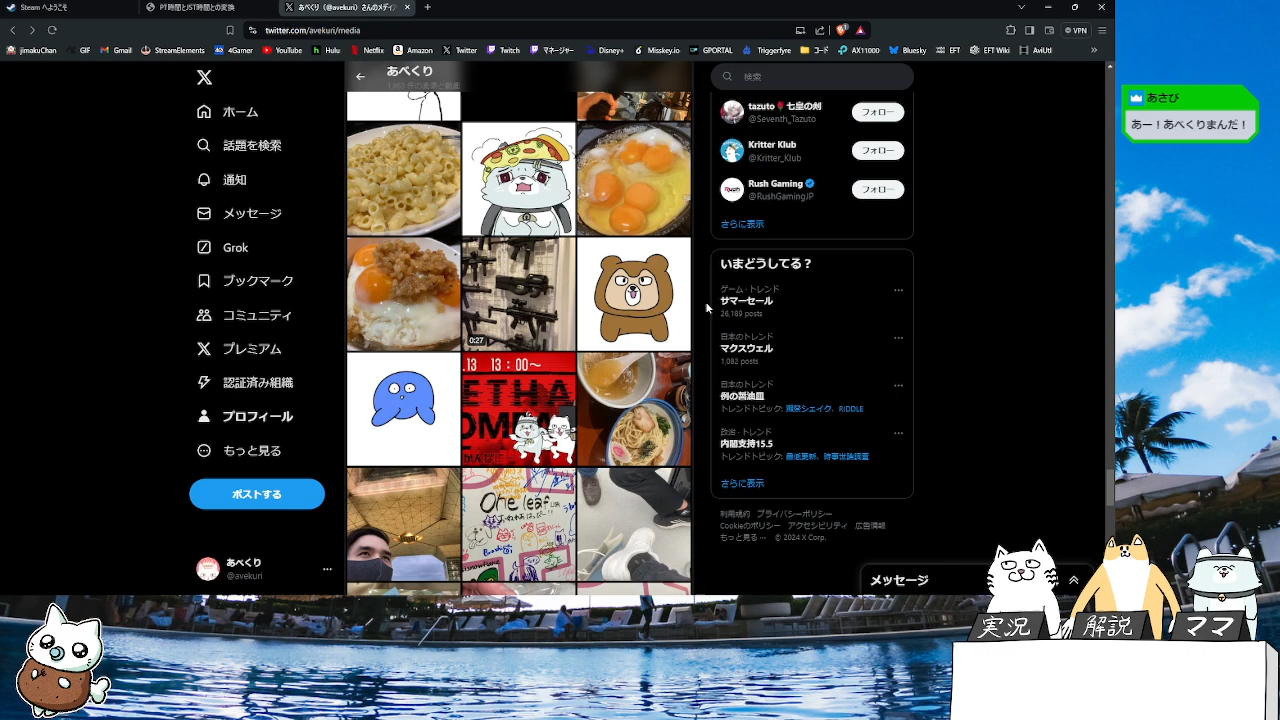 Steam へようこそ
PT時間とJST時間との変換
あべくり (@avekuri) さんのメディ
twitter.com/avekuri/media
VPN
jimakuChan
GIF
Gmail
StreamElements
4Gamer
YouTube
Hulu
Netflix
Amazon
Twitter
Twitch
マネージャー
Disney+
Misskey.io
GPORTAL
Triggerfyre
コード
AX1000
Bluesky
EFT
EFT Wiki
AviUtl
ホーム
話題を検索
通知
メッセージ
Grok
ブックマーク
コミュニティ
プレミアム
認証済み組織
プロフィール
もっと見る
ポストする
あべくり
@avekuri
あべくり
0:27
.13 13：00～
ETHA
OMP
One leaf
検索
tazuto🌹七皇の剣
@Seventh_Tazuto
フォロー
Kritter Klub
@Kritter_Klub
フォロー
Rush Gaming
@RushGamingJP
フォロー
さらに表示
いまどうしてる？
ゲーム · トレンド
サマーセール
26,189 posts
日本のトレンド
マクスウェル
1,082 posts
日本のトレンド
例の醤油皿
トレンドトピック: 瀬祭シェイク、RIDDLE
政治 · トレンド
内閣支持15.5
トレンドトピック: 最低更新、時事世論調査
さらに表示
利用規約 プライバシーポリシー
Cookieのポリシー アクセシビリティ 広告情報
もっと見る ··· © 2024 X Corp.
メッセージ
あさぴ
あー！あべくりまんだ！
実況
解説
ママ